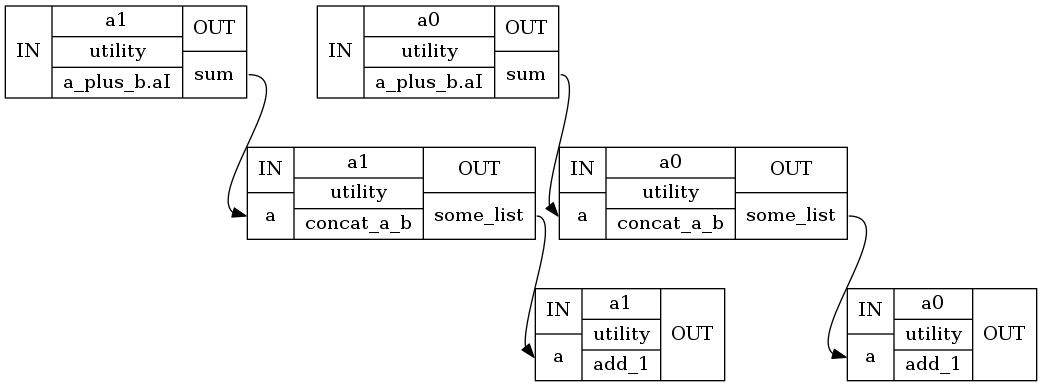 IN
a1
utility
a_plus_b.aI
OUT
sum
IN
a0
utility
a_plus_b.aI
OUT
sum
IN
a
a1
utility
concat_a_b
OUT
some_list
IN
a
a0
utility
concat_a_b
OUT
some_list
IN
a
a1
utility
add_1
OUT
IN
a
a0
utility
add_1
OUT